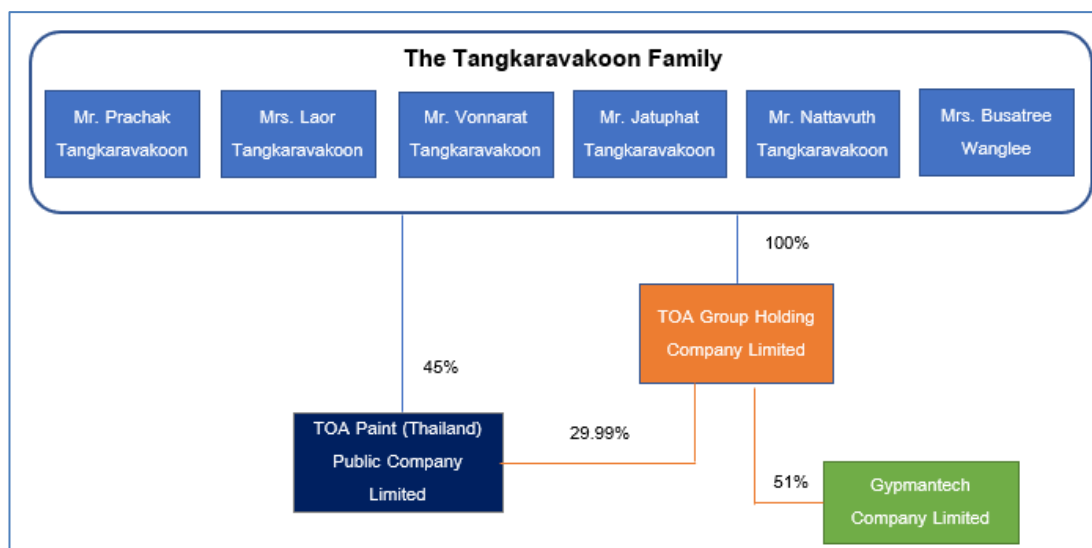 The Tangkaravakoon Family
Mr. Prachak
Tangkaravakoon
Mrs. Laor
Tangkaravakoon
Mr. Vonnarat
Tangkaravakoon
Mr. Jatuphat
Tangkaravakoon
Mr. Nattavuth
Tangkaravakoon
Mrs. Busatree
Wanglee
100%
TOA Group Holding
Company Limited
45%
TOA Paint (Thailand)
Public Company
Limited
29.99%
51%
Gypmantech
Company Limited